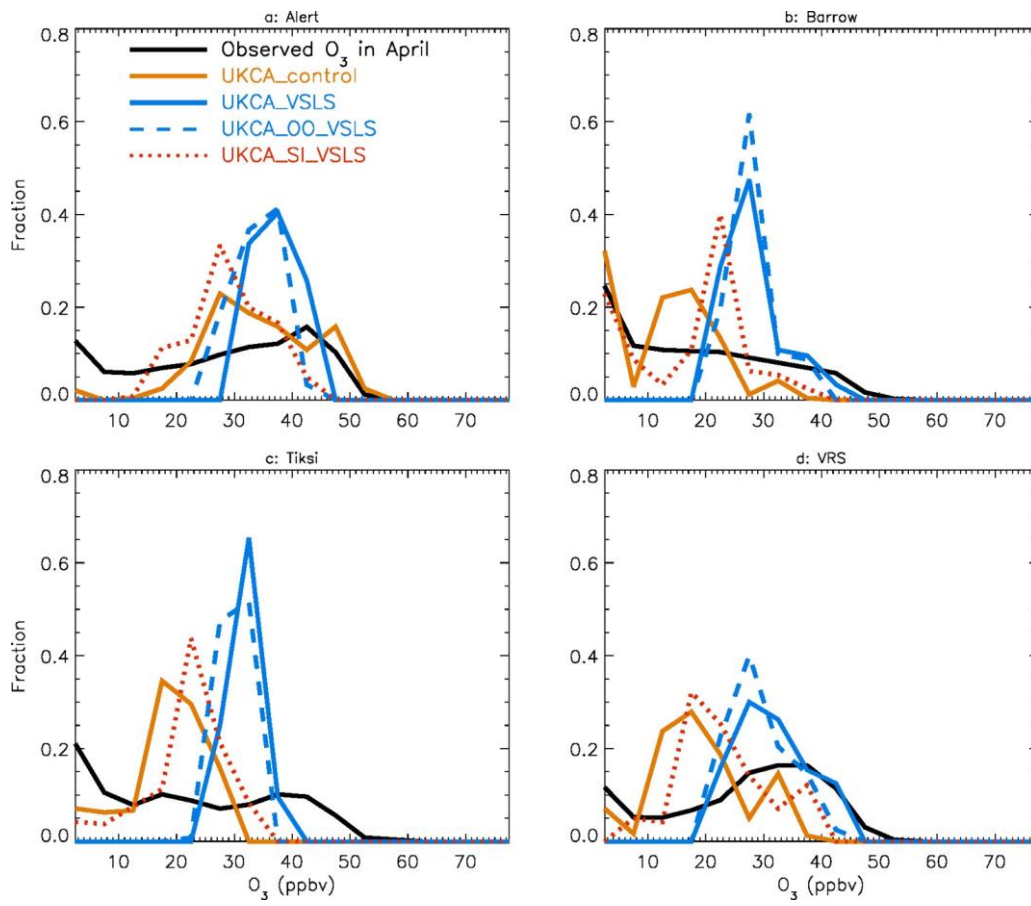 a: Alert
b: Barrow
0.8
0.6
0.4
0.2
0.0
Fraction
Observed O3 in April
UKCA_control
UKCA_VSLS
UKCA_OO_VSLS
UKCA_SI_VSLS
10 20 30 40 50 60 70
0.8
0.6
0.4
0.2
0.0
10 20 30 40 50 60 70
c: Tiksi
d: VRS
0.8
0.6
0.4
0.2
0.0
Fraction
10 20 30 40 50 60 70
O3 (ppbv)
0.8
0.6
0.4
0.2
0.0
10 20 30 40 50 60 70
O3 (ppbv)